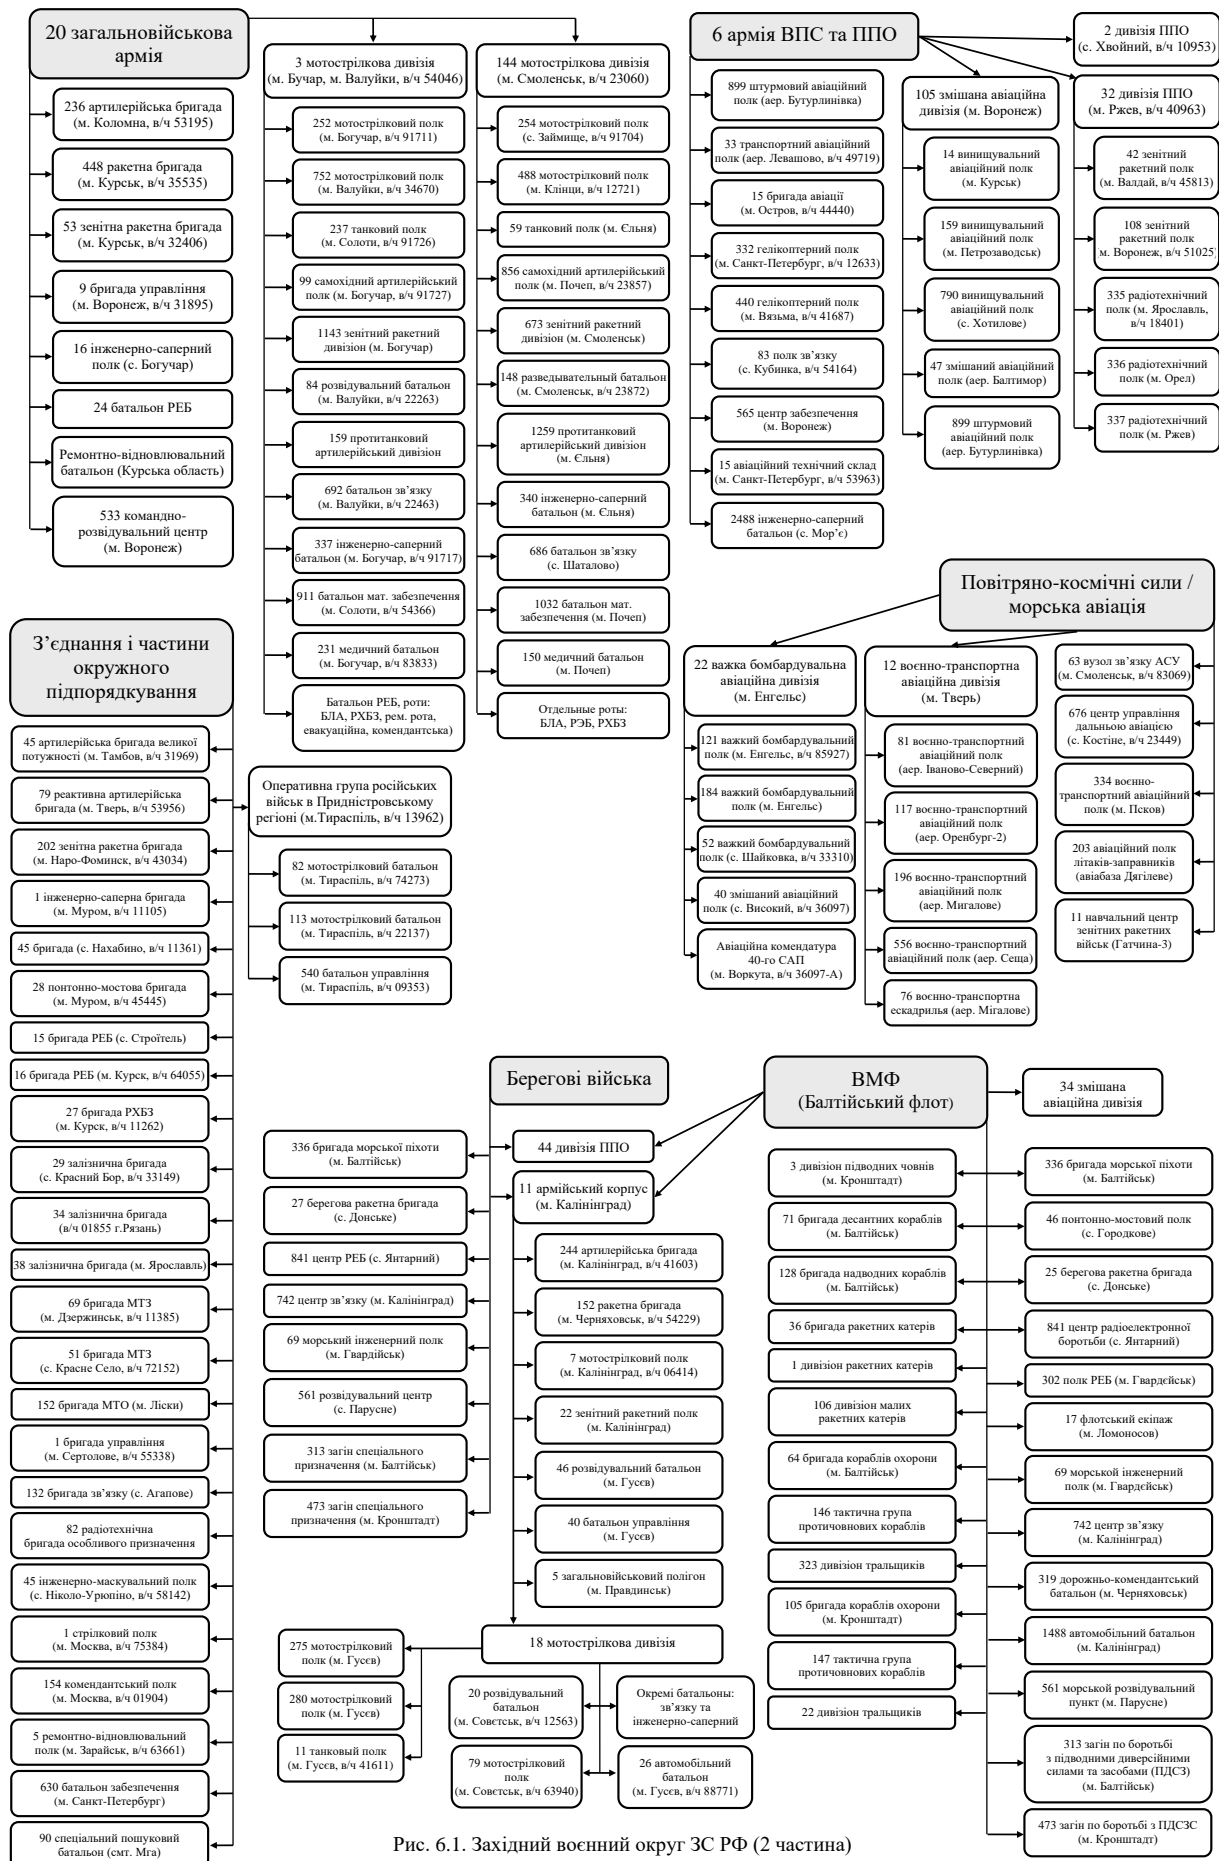 20 загальновійськова
армія
236 артилерійська бригада
(м. Коломна, в/ч 53195)
448 ракетна бригада
(м. Курськ, в/ч 35535)
53 зенітна ракетна бригада
(м. Курськ, в/ч 32406)
9 бригада управління
(м. Воронеж, в/ч 31895)
16 інженерно-саперний
полк (с. Богучар)
24 батальон РЕБ
Ремонтно-відновлювальний
батальон (Курська область)
533 командно-
розвідувальний центр
(м. Воронеж)
3 мотострілкова дивізія
(м. Бучар, м. Валуйки, в/ч 54046)
252 мотострілковий полк
(м. Богучар, в/ч 91711)
752 мотострілковий полк
(м. Валуйки, в/ч 34670)
237 танковий полк
(м. Солоти, в/ч 91726)
99 самохідний артилерійський
полк (м. Богучар, в/ч 91727)
1143 зенітний ракетний
дивізіон (м. Богучар)
84 розвідувальний батальон
(м. Валуйки, в/ч 22263)
159 протитанковий
артилерійський дивізіон
692 батальон зв’язку
(м. Валуйки, в/ч 22463)
337 інженерно-саперний
батальон (м. Богучар, в/ч 91717)
911 батальон мат. забезпечення
(м. Солоти, в/ч 54366)
231 медичний батальон
(м. Богучар, в/ч 83833)
Батальон РЕБ, роти:
БЛА, РХБЗ, рем. рота,
евакуаційна, комендантська)
144 мотострілкова дивізія
(м. Смоленськ, в/ч 23060)
254 мотострілковий полк
(с. Займище, в/ч 91704)
488 мотострілковий полк
(м. Клінци, в/ч 12721)
59 танковий полк (м. Єльня)
856 самохідний артилерійський
полк (м. Почеп, в/ч 23857)
673 зенітний ракетний
дивізіон (м. Смоленськ)
148 разведывательный батальон
(м. Смоленськ, в/ч 23872)
1259 протитанковий
артилерійський дивізіон
(м. Єльня)
340 інженерно-саперний
батальон (м. Єльня)
686 батальон зв’язку
(с. Шаталово)
1032 батальон мат.
забезпечення (м. Почеп)
150 медичний батальон
(м. Почеп)
Отдельные роты:
БЛА, РЭБ, РХБЗ
6 армія ВПС та ППО
899 штурмовий авіаційний
полк (аер. Бутурлинівка)
33 транспортний авіаційний
полк (аер. Левашово, в/ч 49719)
15 бригада авіації
(м. Остров, в/ч 44440)
332 гелікоптерний полк
(м. Санкт-Петербург, в/ч 12633)
440 гелікоптерний полк
(м. Вязьма, в/ч 41687)
83 полк зв’язку
(с. Кубинка, в/ч 54164)
565 центр забезпечення
(м. Воронеж)
15 авіаційний технічний склад
(м. Санкт-Петербург, в/ч 53963)
2488 інженерно-саперний
батальон (с. Мор’є)
105 змішана авіаційна
дивізія (м. Воронеж)
14 винищувальний
авіаційний полк
(м. Курськ)
159 винищувальний
авіаційний полк
(м. Петрозаводськ)
790 винищувальний
авіаційний полк
(с. Хотилове)
47 змішаний авіаційний
полк (аер. Балтимор)
899 штурмовий
авіаційний полк
(аер. Бутурлинівка)
2 дивізія ППО
(с. Хвойний, в/ч 10953)
32 дивізія ППО
(м. Ржев, в/ч 40963)
42 зенітний
ракетний полк
(м. Валдай, в/ч 45813)
108 зенітний
ракетний полк
(м. Воронеж, в/ч 51025)
335 радіотехнічний
полк (м. Ярославль,
в/ч 18401)
336 радіотехнічний
полк (м. Орел)
337 радіотехнічний
полк (м. Ржев)
Повітряно-космічні сили /
морська авіація
22 важка бомбардувальна
авіаційна дивізія
(м. Енгельс)
121 важкий бомбардувальний
полк (м. Енгельс, в/ч 85927)
184 важкий бомбардувальний
полк (м. Енгельс)
52 важкий бомбардувальний
полк (с. Шайковка, в/ч 33310)
40 змішаний авіаційний
полк (с. Високий, в/ч 36097)
Авіаційна комендатура
40-го САП
(м. Воркута, в/ч 36097-А)
12 воєнно-транспортна
авіаційна дивізія
(м. Тверь)
81 воєнно-транспортний
авіаційний полк
(аер. Іваново-Северний)
117 воєнно-транспортний
авіаційний полк
(аер. Оренбург-2)
196 воєнно-транспортний
авіаційний полк
(аер. Мигалове)
556 воєнно-транспортний
авіаційний полк (аер. Сеща)
76 воєнно-транспортна
ескадрилья (аер. Мігалове)
63 вузол зв’язку АСУ
(м. Смоленськ, в/ч 83069)
676 центр управління
дальньою авіацією
(с. Костіне, в/ч 23449)
334 воєнно-
транспортний авіаційний
полк (м. Псков)
203 авіаційний полк
літаків-заправників
(авіабаза Дягілеве)
11 навчальний центр
зенітних ракетних
військ (Гатчина-3)
З’єднання і частини
окружного
підпорядкування
45 артилерійська бригада великої
потужності (м. Тамбов, в/ч 31969)
79 реактивна артилерійська
бригада (м. Тверь, в/ч 53956)
202 зенітна ракетна бригада
(м. Наро-Фоминск, в/ч 43034)
1 інженерно-саперна бригада
(м. Муром, в/ч 11105)
45 бригада (с. Нахабино, в/ч 11361)
28 понтонно-мостова бригада
(м. Муром, в/ч 45445)
15 бригада РЕБ (с. Строїтель)
16 бригада РЕБ (м. Курск, в/ч 64055)
27 бригада РХБЗ
(м. Курск, в/ч 11262)
29 залізнична бригада
(с. Красний Бор, в/ч 33149)
34 залізнична бригада
(в/ч 01855 г.Рязань)
38 залізнична бригада (м. Ярославль)
69 бригада МТЗ
(м. Дзержинськ, в/ч 11385)
51 бригада МТЗ
(с. Красне Село, в/ч 72152)
152 бригада МТО (м. Ліски)
1 бригада управління
(м. Сертолове, в/ч 55338)
132 бригада зв’язку (с. Агапове)
82 радіотехнічна
бригада особливого призначення
45 інженерно-маскувальний полк
(с. Ніколо-Урюпіно, в/ч 58142)
1 стрілковий полк
(м. Москва, в/ч 75384)
154 комендантський полк
(м. Москва, в/ч 01904)
5 ремонтно-відновлювальний
полк (м. Зарайськ, в/ч 63661)
630 батальон забезпечення
(м. Санкт-Петербург)
90 спеціальний пошуковий
батальон (смт. Мга)
Оперативна група російських
військ в Придністровському
регіоні (м.Тираспіль, в/ч 13962)
82 мотострілковий батальон
(м. Тираспіль, в/ч 74273)
113 мотострілковий батальон
(м. Тираспіль, в/ч 22137)
540 батальон управління
(м. Тираспіль, в/ч 09353)
Берегові війська
336 бригада морської піхоти
(м. Балтійськ)
27 берегова ракетна бригада
(с. Донське)
841 центр РЕБ (с. Янтарний)
742 центр зв’язку (м. Калінінград)
69 морський інженерний полк
(м. Гвардійськ)
561 розвідувальний центр
(с. Парусне)
313 загін спеціального
призначення (м. Балтійськ)
473 загін спеціального
призначення (м. Кронштадт)
44 дивізія ППО
11 армійський корпус
(м. Калінінград)
244 артилерійська бригада
(м. Калінінград, в/ч 41603)
152 ракетна бригада
(м. Черняховськ, в/ч 54229)
7 мотострілковий полк
(м. Калінінград, в/ч 06414)
22 зенітний ракетний полк
(м. Калінінград)
46 розвідувальний батальон
(м. Гусєв)
40 батальон управління
(м. Гусєв)
5 загальновійськовий полігон
(м. Правдинськ)
18 мотострілкова дивізія
275 мотострілковий
полк (м. Гусєв)
280 мотострілковий
полк (м. Гусєв)
11 танковый полк
(м. Гусєв, в/ч 41611)
20 розвідувальний
батальон
(м. Совєтськ, в/ч 12563)
79 мотострілковий
полк
(м. Совєтськ, в/ч 63940)
Окремі батальоны:
зв’язку та
інженерно-саперний
26 автомобільний
батальон
(м. Гусєв, в/ч 88771)
ВМФ
(Балтійський флот)
34 змішана
авіаційна дивізія
3 дивізіон підводних човнів
(м. Кронштадт)
71 бригада десантних кораблів
(м. Балтійськ)
128 бригада надводних кораблів
(м. Балтійськ)
36 бригада ракетних катерів
1 дивізіон ракетних катерів
106 дивізіон малих
ракетних катерів
64 бригада кораблів охорони
(м. Балтійськ)
146 тактична група
протичовнових кораблів
323 дивізіон тральщиків
105 бригада кораблів охорони
(м. Кронштадт)
147 тактична група
протичовнових кораблів
22 дивізіон тральщиків
336 бригада морської піхоти
(м. Балтійськ)
46 понтонно-мостовий полк
(с. Городкове)
25 берегова ракетна бригада
(с. Донське)
841 центр радіоелектронної
боротьби (с. Янтарний)
302 полк РЕБ (м. Гвардєйськ)
17 флотський екіпаж
(м. Ломоносов)
69 морськой інженерний
полк (м. Гвардєйськ)
742 центр зв’язку
(м. Калінінград)
319 дорожньо-комендантський
батальон (м. Черняховськ)
1488 автомобільний батальон
(м. Калінінград)
561 морськой розвідувальний
пункт (м. Парусне)
313 загін по боротьбі
з підводними диверсійними
силами та засобами (ПДСЗ)
(м. Балтійськ)
473 загін по боротьбі з ПДСЗС
(м. Кронштадт)
Рис. 6.1. Західний воєнний округ ЗС РФ (2 частина)